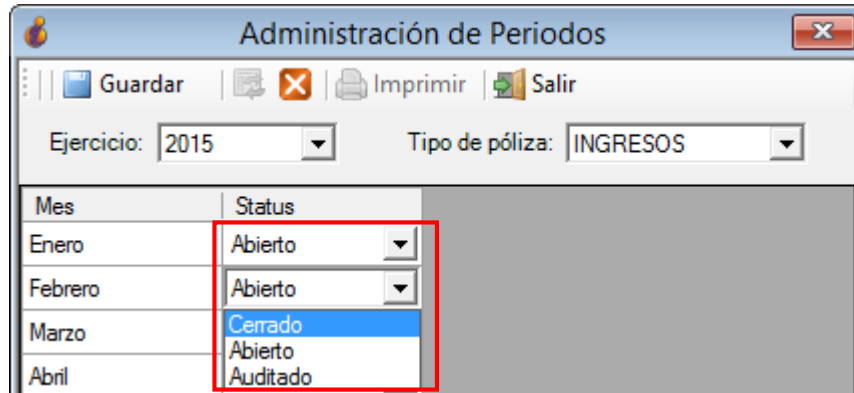 Administración de Periodos
Guardar Imprimir Salir
Ejercicio: 2015 Tipo de póliza: INGRESOS
Mes Status
Enero Abierto
Febrero Abierto
Cerrado
Marzo
Abierto
Abril Auditado